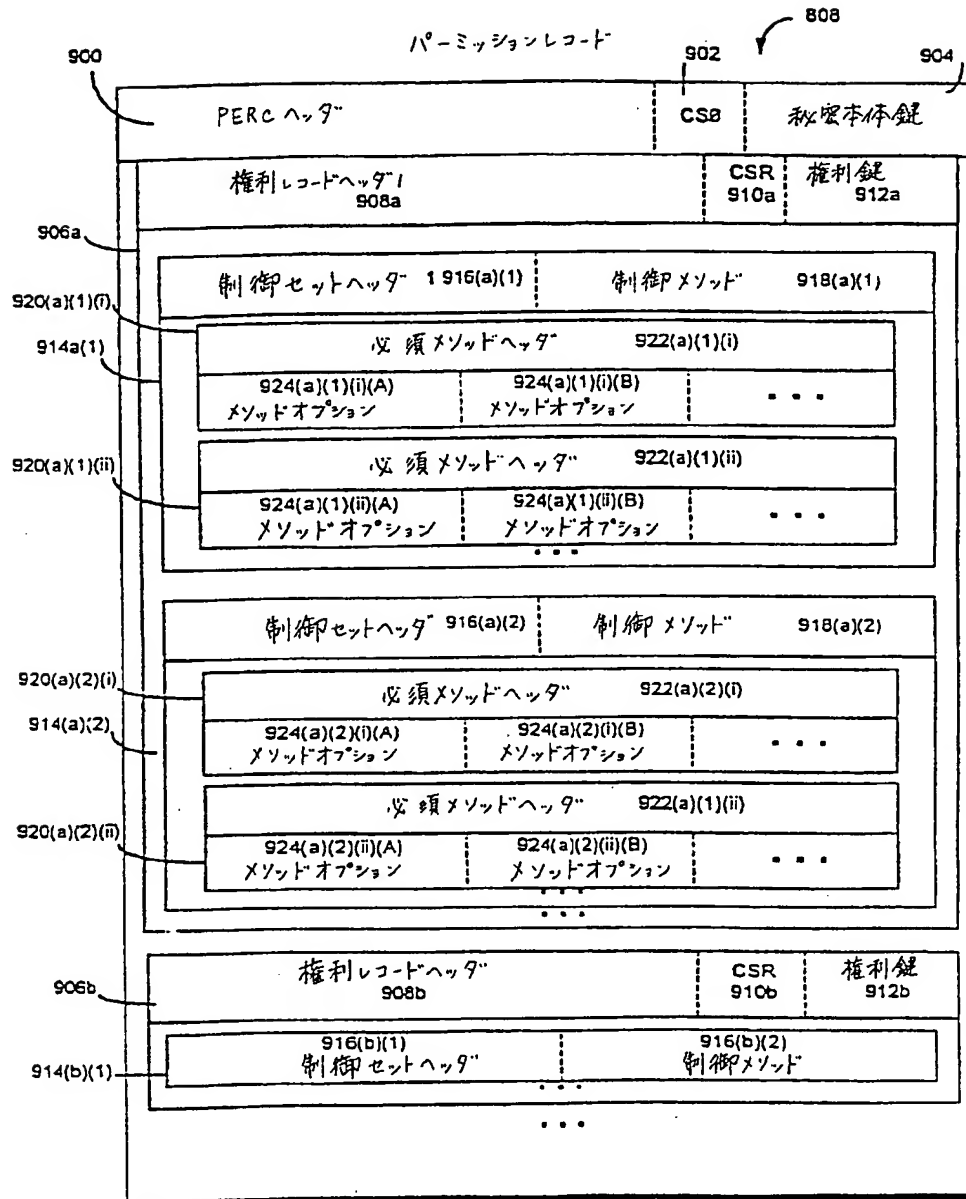 808
パーミッションレコード
900
902
904
PERC ヘッダ
CS0
秘密本体鍵
権利レコードヘッダ1
908a
CSR
910a
権利鍵
912a
906a
制御セットヘッダ 1 916(a)(1)
制御メソッド 918(a)(1)
920(a)(1)(i)
914a(1)
必須メソッドヘッダ 922(a)(1)(i)
924(a)(1)(i)(A)
メソッドオプション
924(a)(1)(i)(B)
メソッドオプション
...
920(a)(1)(ii)
必須メソッドヘッダ 922(a)(1)(ii)
924(a)(1)(ii)(A)
メソッドオプション
924(a)(1)(ii)(B)
メソッドオプション
...
...
制御セットヘッダ 916(a)(2)
制御メソッド 918(a)(2)
920(a)(2)(i)
914(a)(2)
必須メソッドヘッダ 922(a)(2)(i)
924(a)(2)(i)(A)
メソッドオプション
924(a)(2)(i)(B)
メソッドオプション
...
必須メソッドヘッダ 922(a)(1)(ii)
920(a)(2)(ii)
924(a)(2)(ii)(A)
メソッドオプション
924(a)(2)(ii)(B)
メソッドオプション
...
...
...
906b
権利レコードヘッダ
908b
CSR
910b
権利鍵
912b
914(b)(1)
916(b)(1)
制御セットヘッダ
916(b)(2)
制御メソッド
...
...